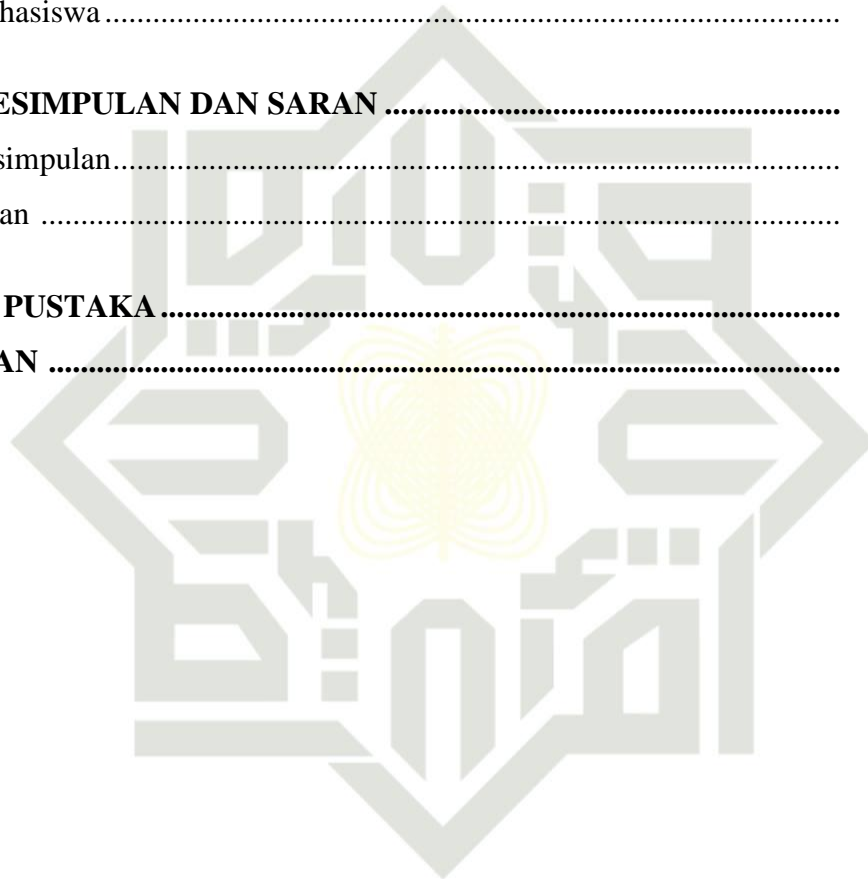 hasiswa ..........................................................................................
ESIMPULAN DAN SARAN .........................................................
simpulan...........................................................................................
an ....................................................................................................
PUSTAKA .....................................................................................
AN ...................................................................................................